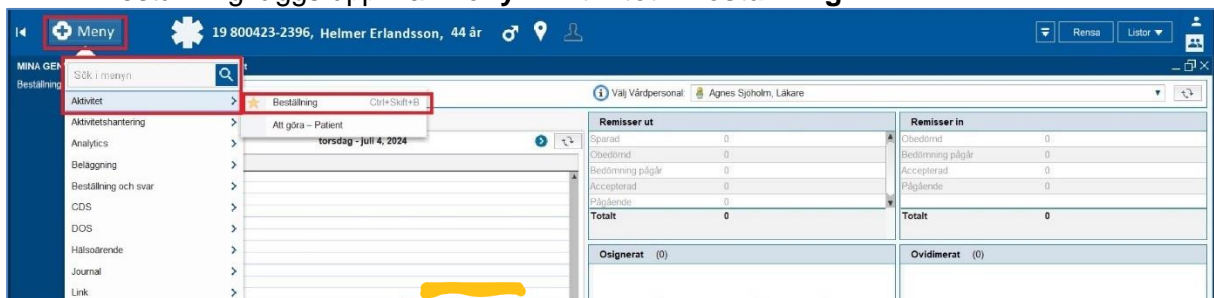 Meny
19 800423-2396, Helmer Erlandsson, 44 år
Rensa
Listor
MINA GEN
Beställning
Sök i menyn
Välj Vårdpersonal:
Agnes Sjöholm, Läkare
Aktivitet
Beställning Ctrl+Skift+B
Att göra – Patient
Aktivitetshantering
Analytics
Beläggning
Beställning och svar
CDS
DOS
Hälsoärende
Journal
Link
torsdag - juli 4, 2024
Remisser ut
Sparad 0
Obedömd 0
Bedömning pågår 0
Accepterad 0
Pågående 0
Totalt 0
Remisser in
Obedömd 0
Bedömning pågår 0
Accepterad 0
Pågående 0
Totalt 0
Osignerat (0)
Ovidimerat (0)